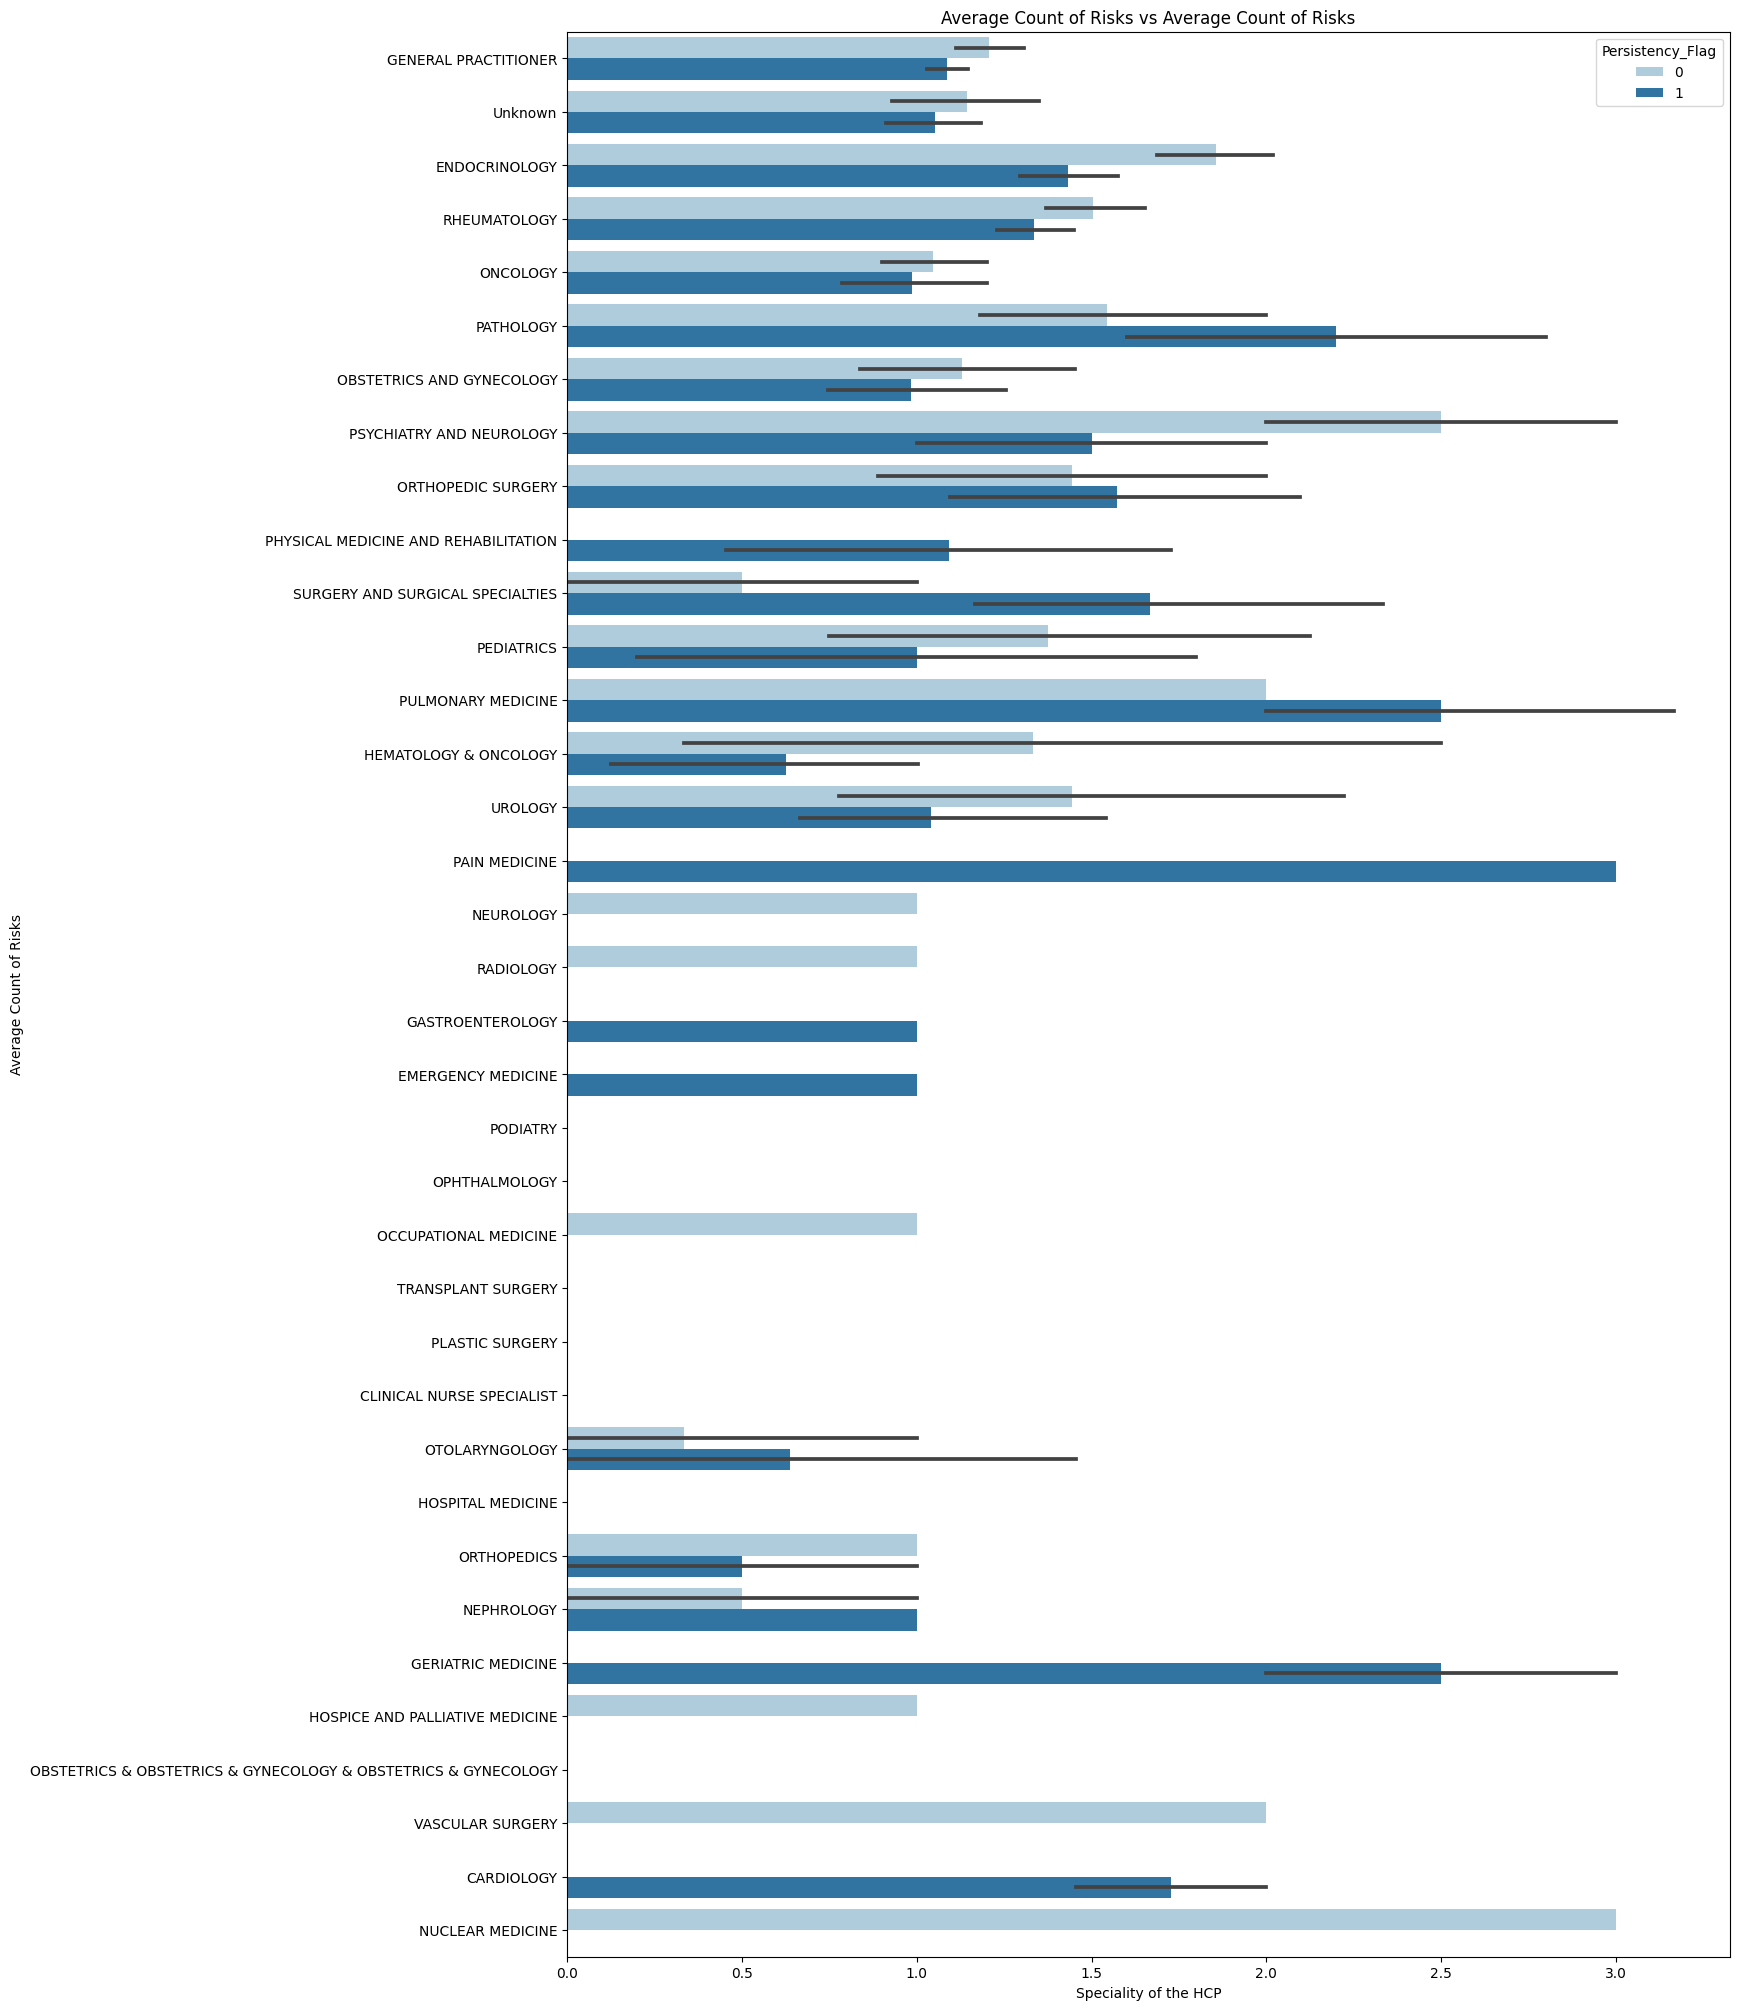 Average Count of Risks vs Average Count of Risks
Persistency_Flag
0
1
GENERAL PRACTITIONER
Unknown
ENDOCRINOLOGY
RHEUMATOLOGY
ONCOLOGY
PATHOLOGY
OBSTETRICS AND GYNECOLOGY
PSYCHIATRY AND NEUROLOGY
ORTHOPEDIC SURGERY
PHYSICAL MEDICINE AND REHABILITATION
SURGERY AND SURGICAL SPECIALTIES
PEDIATRICS
PULMONARY MEDICINE
HEMATOLOGY & ONCOLOGY
UROLOGY
PAIN MEDICINE
NEUROLOGY
RADIOLOGY
GASTROENTEROLOGY
EMERGENCY MEDICINE
PODIATRY
OPHTHALMOLOGY
OCCUPATIONAL MEDICINE
TRANSPLANT SURGERY
PLASTIC SURGERY
CLINICAL NURSE SPECIALIST
OTOLARYNGOLOGY
HOSPITAL MEDICINE
ORTHOPEDICS
NEPHROLOGY
GERIATRIC MEDICINE
HOSPICE AND PALLIATIVE MEDICINE
OBSTETRICS & OBSTETRICS & GYNECOLOGY & OBSTETRICS & GYNECOLOGY
VASCULAR SURGERY
CARDIOLOGY
NUCLEAR MEDICINE
Average Count of Risks
0.0 0.5 1.0 1.5 2.0 2.5 3.0
Speciality of the HCP